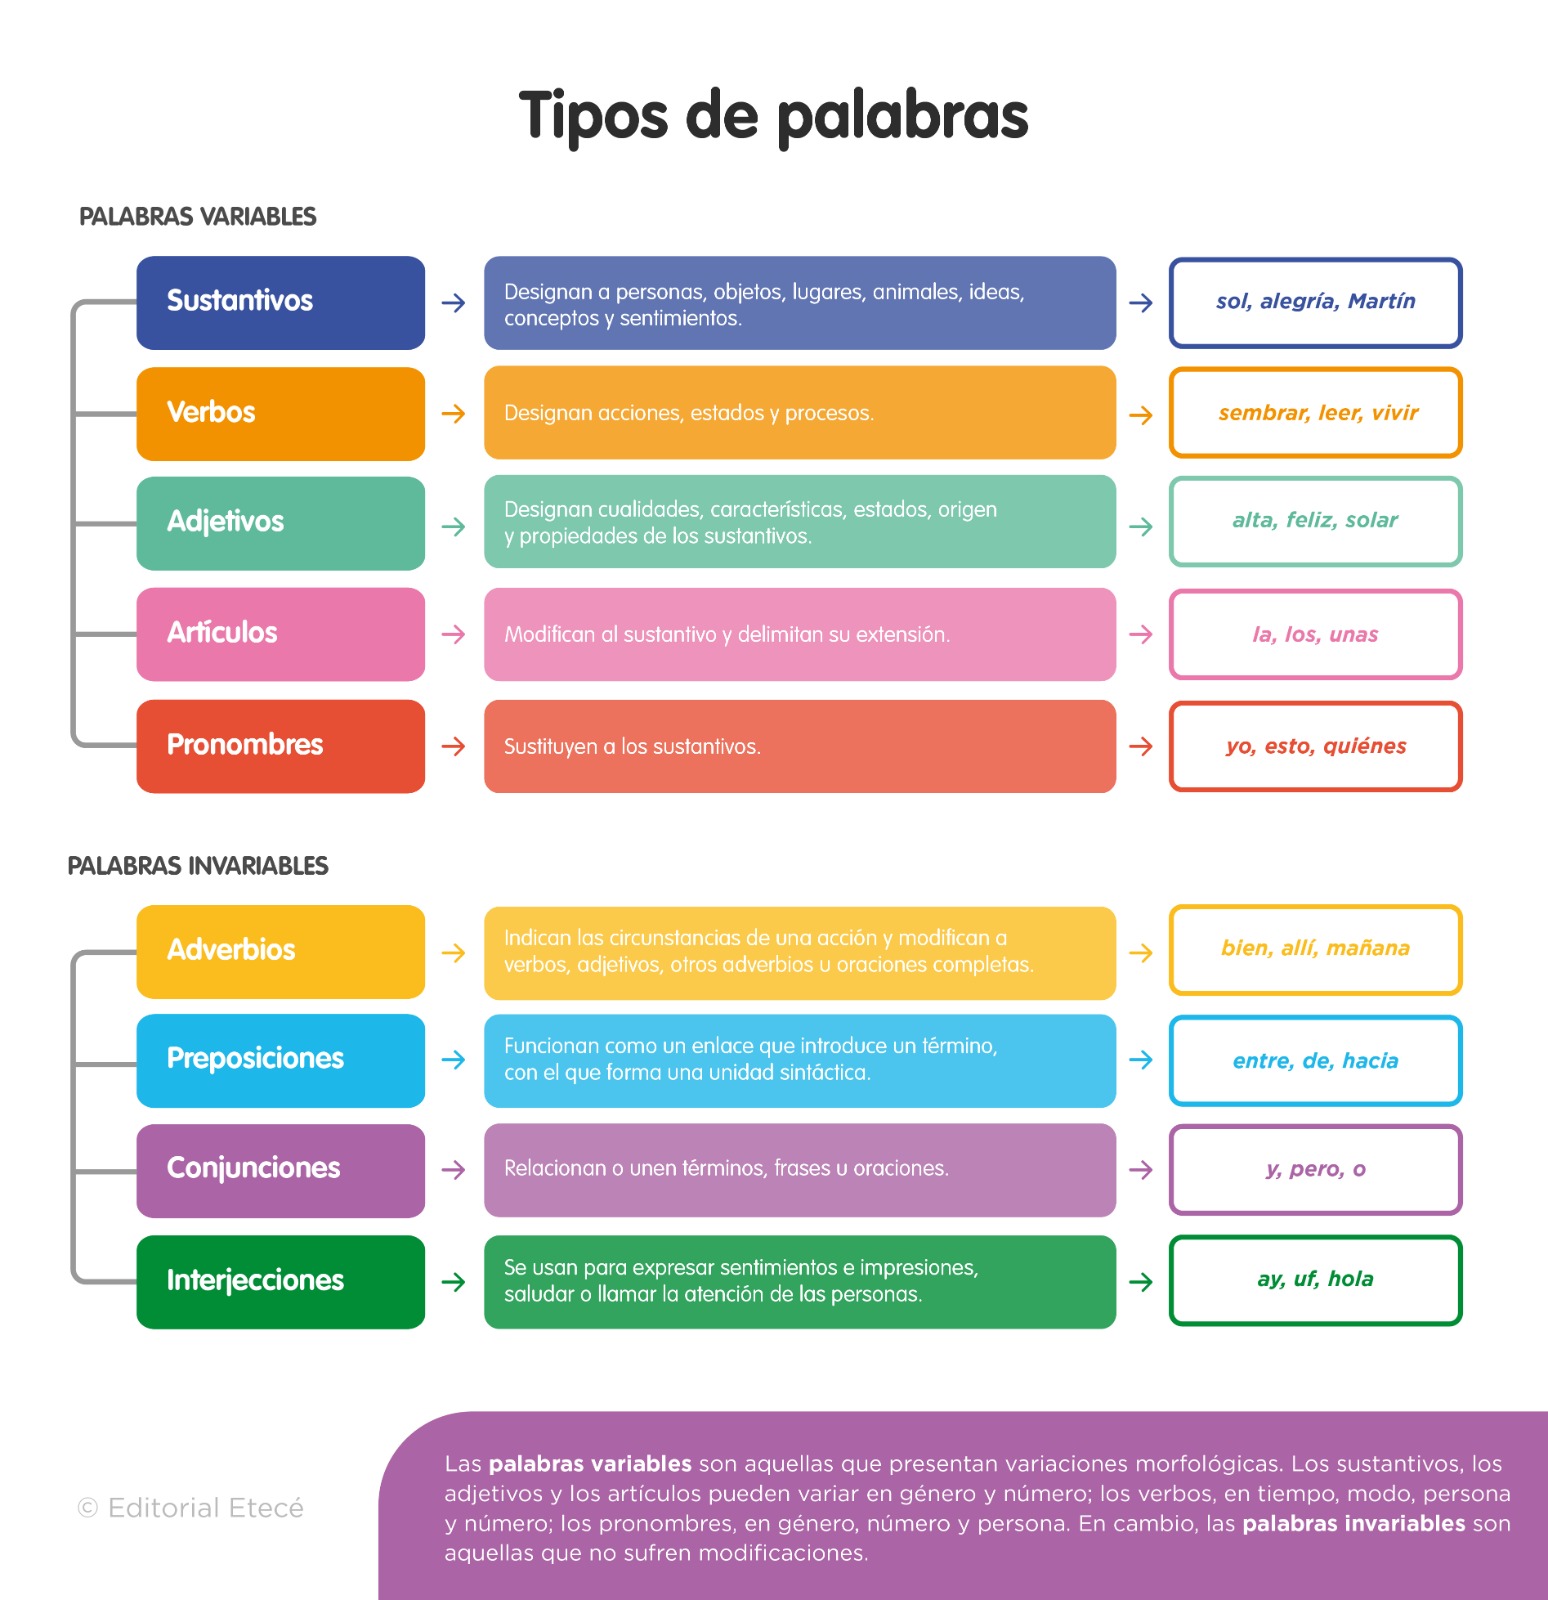 Tipos de palabras
PALABRAS VARIABLES
Sustantivos
Designan a personas, objetos, lugares, animales, ideas,
conceptos y sentimientos.
sol, alegría, Martín
Verbos
Designan acciones, estados y procesos.
sembrar, leer, vivir
Adjetivos
Designan cualidades, características, estados, origen
y propiedades de los sustantivos.
alta, feliz, solar
Artículos
Modifican al sustantivo y delimitan su extensión.
la, los, unas
Pronombres
Sustituyen a los sustantivos.
yo, esto, quiénes
PALABRAS INVARIABLES
Adverbios
Indican las circunstancias de una acción y modifican a
verbos, adjetivos, otros adverbios u oraciones completas.
bien, allí, mañana
Preposiciones
Funcionan como un enlace que introduce un término,
con el que forma una unidad sintáctica.
entre, de, hacia
Conjunciones
Relacionan o unen términos, frases u oraciones.
y, pero, o
Interjecciones
Se usan para expresar sentimientos e impresiones,
saludar o llamar la atención de las personas.
ay, uf, hola
Las palabras variables son aquellas que presentan variaciones morfológicas. Los sustantivos, los
adjetivos y los artículos pueden variar en género y número; los verbos, en tiempo, modo, persona
y número; los pronombres, en género, número y persona. En cambio, las palabras invariables son
aquellas que no sufren modificaciones.
© Editorial Etecé